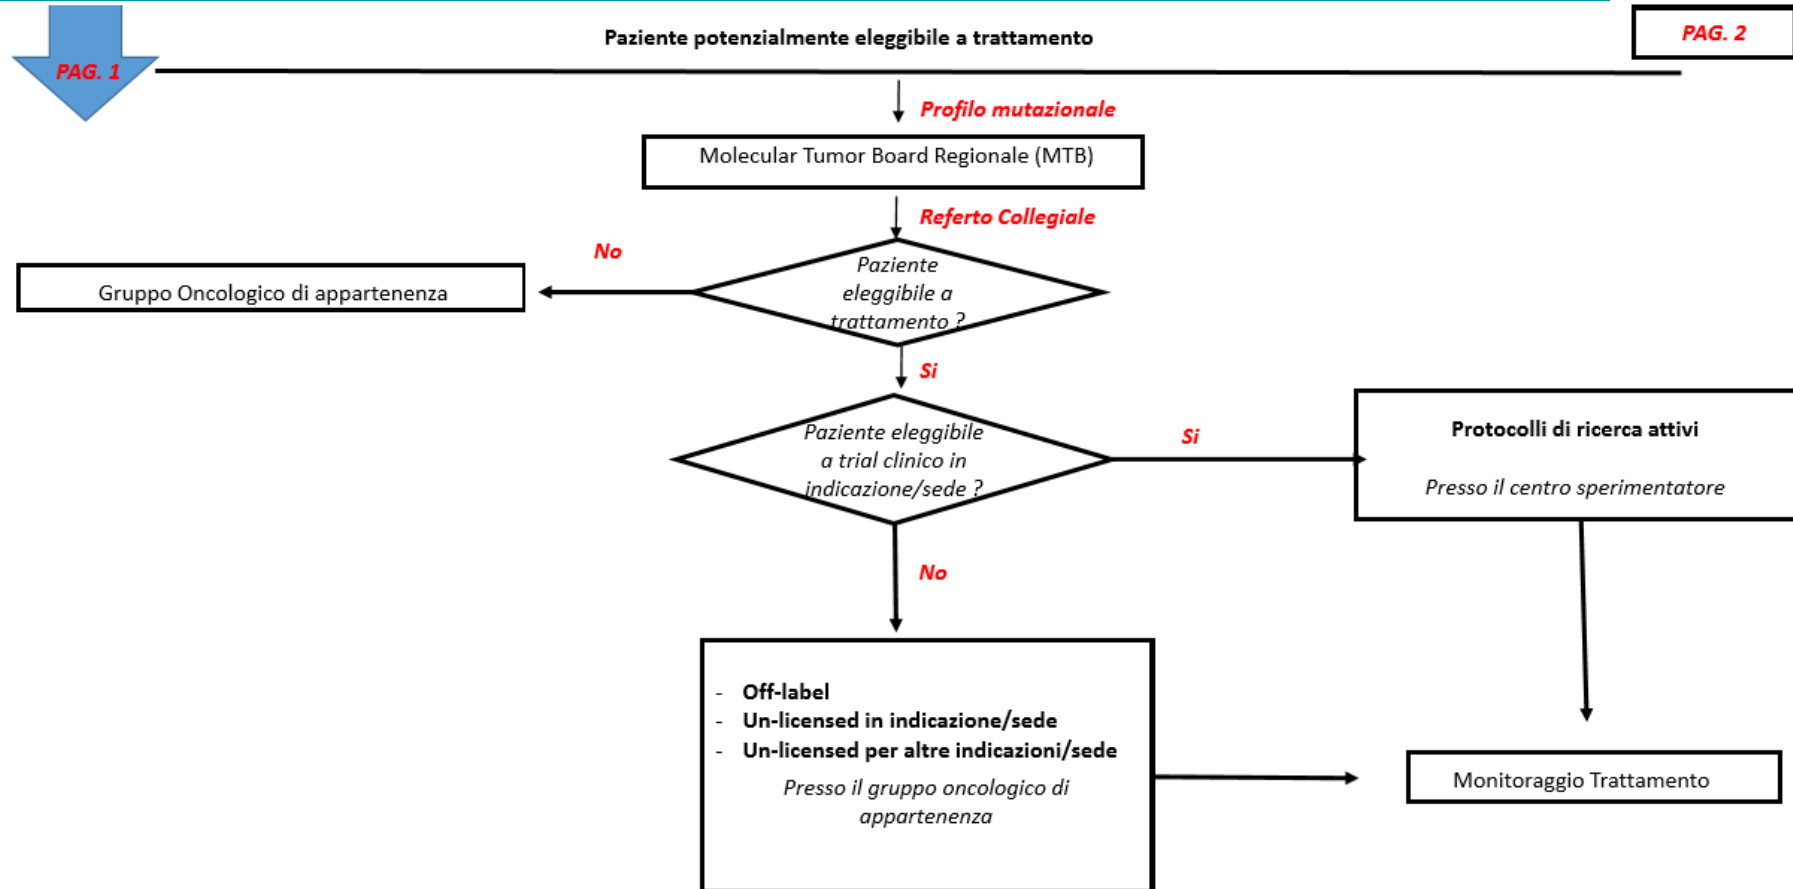 Paziente potenzialmente eleggibile a trattamento
PAG. 2
PAG. 1
Profilo mutazionale
Molecular Tumor Board Regionale (MTB)
Referto Collegiale
No
Paziente
eleggibile a
trattamento ?
Gruppo Oncologico di appartenenza
Si
Paziente eleggibile
a trial clinico in
indicazione/sede ?
Si
Protocolli di ricerca attivi
Presso il centro sperimentatore
No
- Off-label
- Un-licensed in indicazione/sede
- Un-licensed per altre indicazioni/sede
Presso il gruppo oncologico di
appartenenza
Monitoraggio Trattamento